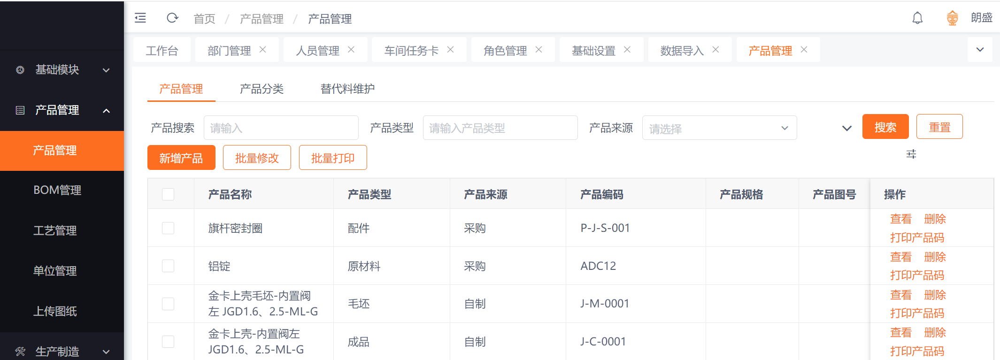 首页 / 产品管理 / 产品管理
朗盛
工作台 部门管理 人员管理 车间任务卡 角色管理 基础设置 数据导入 产品管理
基础模块
产品管理
产品管理
BOM管理
工艺管理
单位管理
上传图纸
生产制造
产品管理 产品分类 替代料维护
产品搜索 请输入 产品类型 请输入产品类型 产品来源 请选择 搜索 重置
新增产品 批量修改 批量打印
产品名称 产品类型 产品来源 产品编码 产品规格 产品图号 操作
旗杆密封圈 配件 采购 P-J-S-001 查看 删除
打印产品码
铝锭 原材料 采购 ADC12 查看 删除
打印产品码
金卡上壳毛坯-内置阀
左 JGD1.6、2.5-ML-G 毛坯 自制 J-M-0001 查看 删除
打印产品码
金卡上壳-内置阀左
JGD1.6、2.5-ML-G 成品 自制 J-C-0001 查看 删除
打印产品码